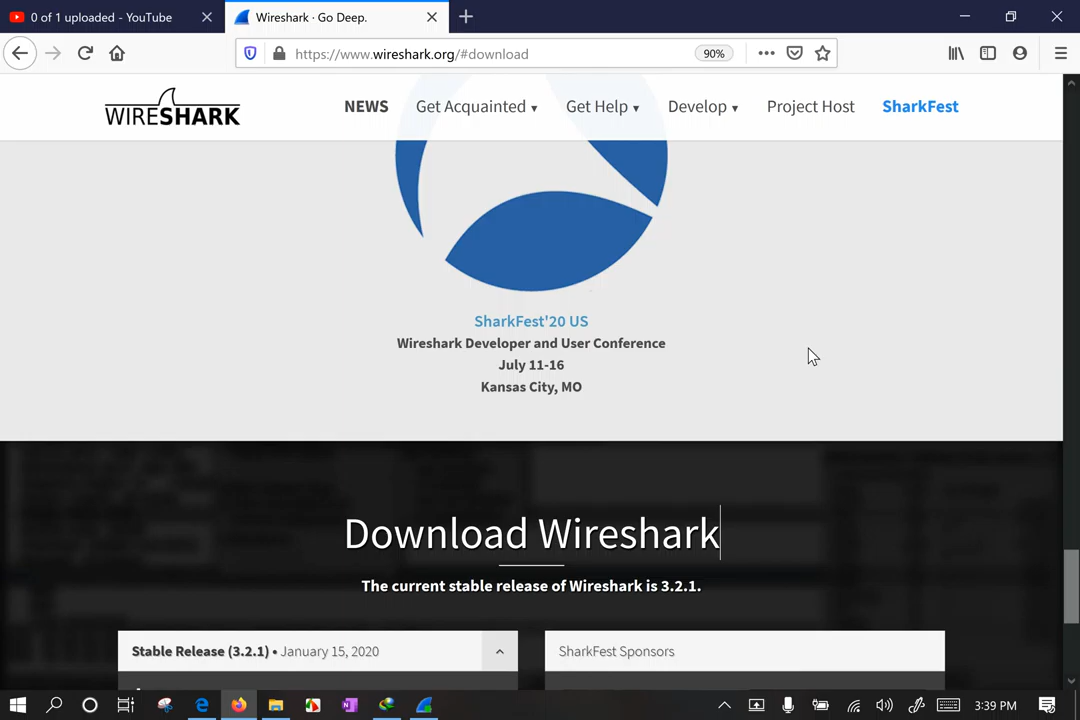 0 of 1 uploaded - YouTube
Wireshark · Go Deep.
https://www.wireshark.org/#download
90%
WIRESHARK
NEWS
Get Acquainted
Get Help
Develop
Project Host
SharkFest
SharkFest'20 US
Wireshark Developer and User Conference
July 11-16
Kansas City, MO
Download Wireshark
The current stable release of Wireshark is 3.2.1.
Stable Release (3.2.1) • January 15, 2020
SharkFest Sponsors
3:39 PM